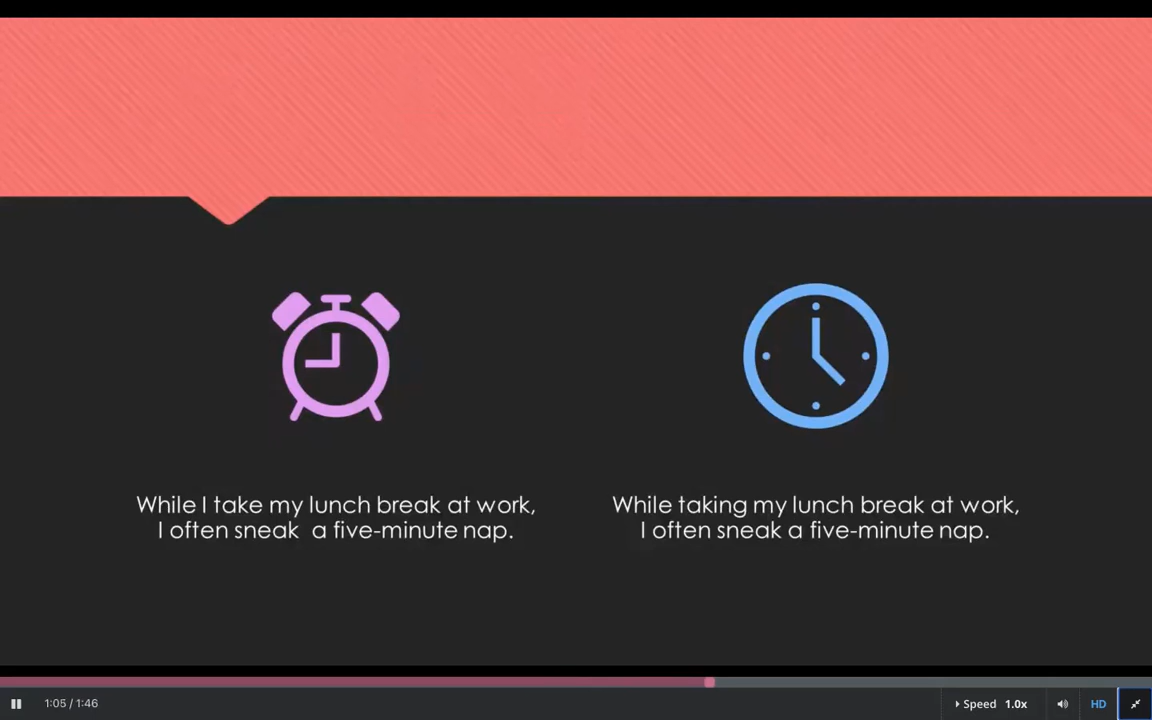 While I take my lunch break at work,
I often sneak  a five-minute nap.
While taking my lunch break at work,
I often sneak a five-minute nap.
1:05 / 1:46
Speed 1.0x
HD